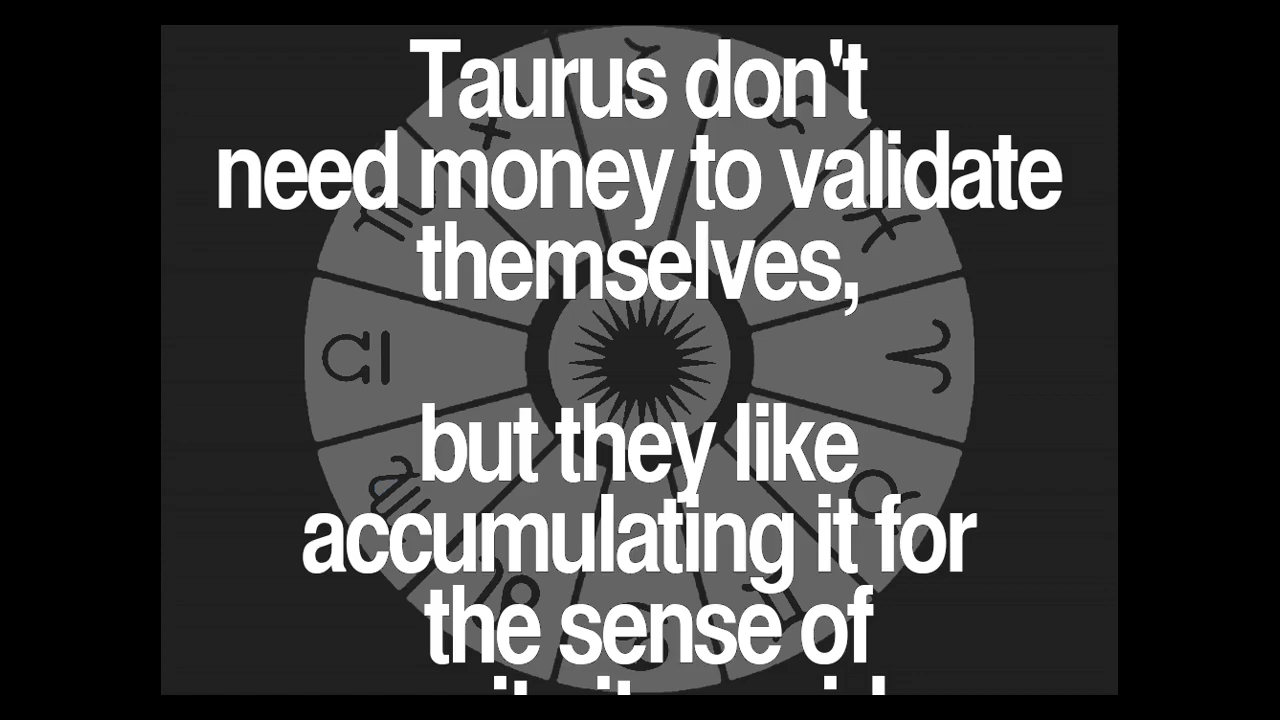 Taurus don't
need money to validate
themselves,
but they like
accumulating it for
the sense of